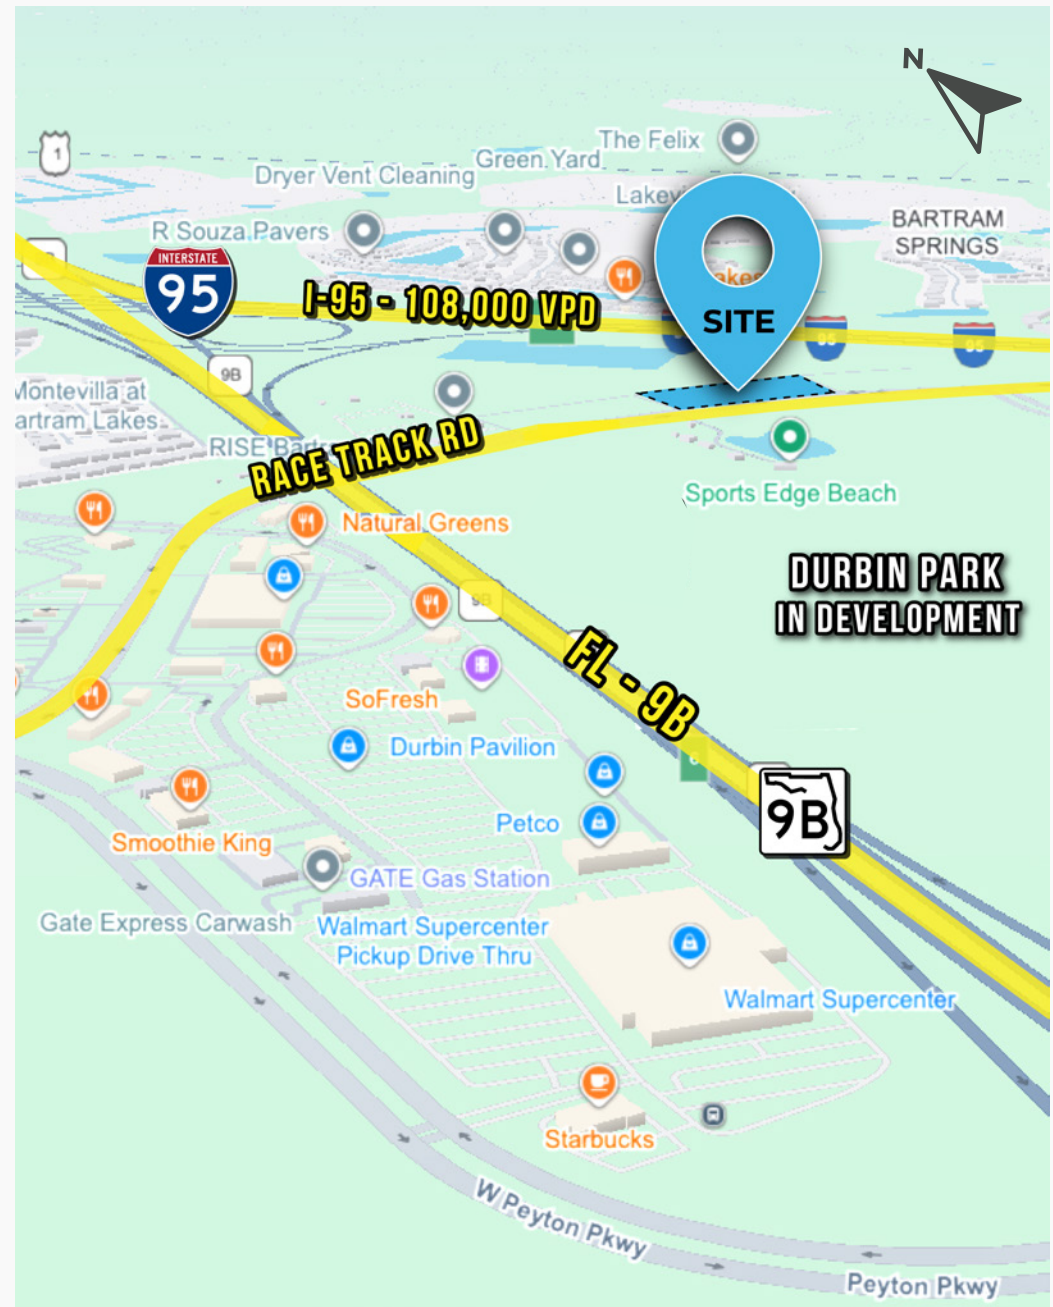 N
1
The Felix
Green Yard
Dryer Vent Cleaning
R Souza Pavers
BARTRAM
SPRINGS
INTERSTATE
95
I-95 - 108,000 VPD
SITE
95
95
9B
Montevilla at
artram Lakes
RISE Bart
RACE TRACK RD
Sports Edge Beach
Natural Greens
DURBIN PARK
IN DEVELOPMENT
9B
FL - 9B
SoFresh
Durbin Pavilion
9B
Petco
Smoothie King
GATE Gas Station
Gate Express Carwash
Walmart Supercenter
Pickup Drive Thru
Walmart Supercenter
Starbucks
W Peyton Pkwy
Peyton Pkwy